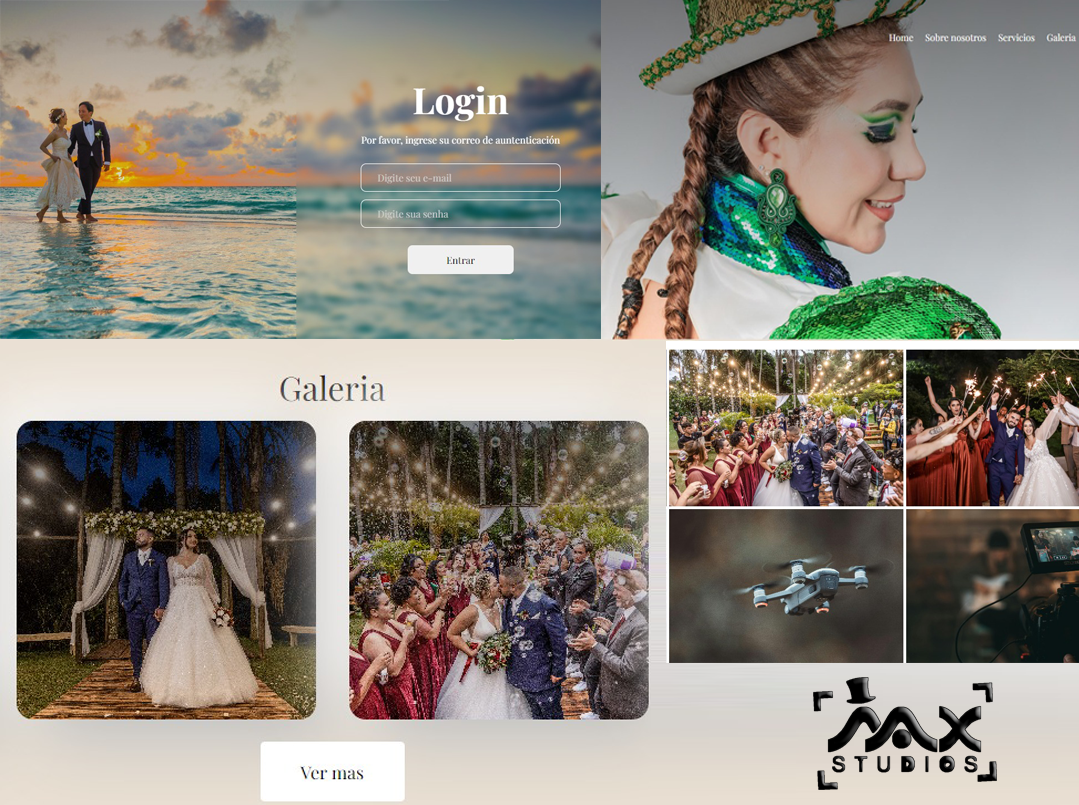 Login
Por favor, ingrese su correo de auntenticación
Digite seu e-mail
Digite sua senha
Entrar
Home Sobre nosotros Servicios Galeria
Galeria
Ver mas
MAX
STUDIOS